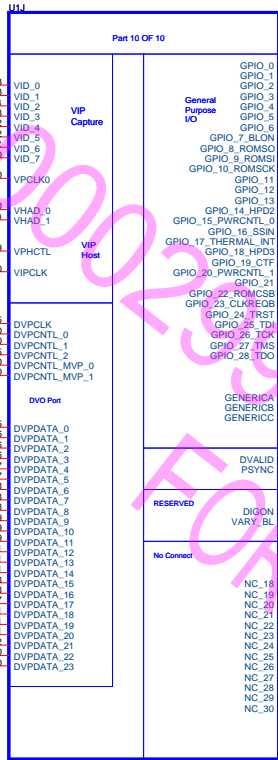 U1J
Part 10 OF 10
VID_0
VID_1
VID_2
VID_3
VID_4
VID_5
VID_6
VID_7
VPCLK0
VHAD_0
VHAD_1
VPHCTL
VIPCLK
VIP
Capture
VIP
Host
DVPCLK
DVPCNTL_0
DVPCNTL_1
DVPCNTL_2
DVPCNTL_MVP_0
DVPCNTL_MVP_1
DVO Port
DVPDATA_0
DVPDATA_1
DVPDATA_2
DVPDATA_3
DVPDATA_4
DVPDATA_5
DVPDATA_6
DVPDATA_7
DVPDATA_8
DVPDATA_9
DVPDATA_10
DVPDATA_11
DVPDATA_12
DVPDATA_13
DVPDATA_14
DVPDATA_15
DVPDATA_16
DVPDATA_17
DVPDATA_18
DVPDATA_19
DVPDATA_20
DVPDATA_21
DVPDATA_22
DVPDATA_23
General
Purpose
I/O
GPIO_0
GPIO_1
GPIO_2
GPIO_3
GPIO_4
GPIO_5
GPIO_6
GPIO_7_BLON
GPIO_8_ROMSO
GPIO_9_ROMSI
GPIO_10_ROMSCK
GPIO_11
GPIO_12
GPIO_13
GPIO_14_HPD2
GPIO_15_PWRCNTL_0
GPIO_16_SSIN
GPIO_17_THERMAL_INT
GPIO_18_HPD3
GPIO_19_CTF
GPIO_20_PWRCNTL_1
GPIO_21
GPIO_22_ROMCSB
GPIO_23_CLKREQB
GPIO_24_TRST
GPIO_25_TDI
GPIO_26_TCK
GPIO_27_TMS
GPIO_28_TDO
GENERICA
GENERICB
GENERICC
DVALID
PSYNC
RESERVED
DIGON
VARY_BL
No Connect
NC_18
NC_19
NC_20
NC_21
NC_22
NC_23
NC_24
NC_25
NC_26
NC_27
NC_28
NC_29
NC_30